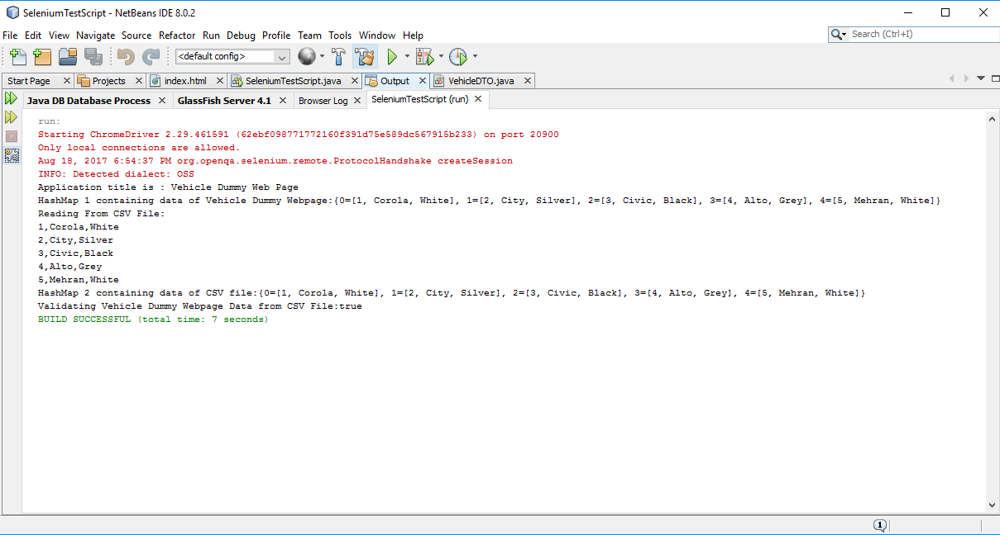 SeleniumTestScript - NetBeans IDE 8.0.2
File Edit View Navigate Source Refactor Run Debug Profile Team Tools Window Help
Search (Ctrl+I)
<default config>
Start Page Projects index.html SeleniumTestScript.java Output VehicleDTO.java
Java DB Database Process GlassFish Server 4.1 Browser Log SeleniumTestScript (run)
run:
Starting ChromeDriver 2.29.461591 (62ebf098771772160f391d75e589dc567915b233) on port 20900
Only local connections are allowed.
Aug 18, 2017 6:54:37 PM org.openqa.selenium.remote.ProtocolHandshake createSession
INFO: Detected dialect: OSS
Application title is : Vehicle Dummy Web Page
HashMap 1 containing data of Vehicle Dummy Webpage:{0=[1, Corola, White], 1=[2, City, Silver], 2=[3, Civic, Black], 3=[4, Alto, Grey], 4=[5, Mehran, White]}
Reading From CSV File:
1,Corola,White
2,City,Silver
3,Civic,Black
4,Alto,Grey
5,Mehran,White
HashMap 2 containing data of CSV file:{0=[1, Corola, White], 1=[2, City, Silver], 2=[3, Civic, Black], 3=[4, Alto, Grey], 4=[5, Mehran, White]}
Validating Vehicle Dummy Webpage Data from CSV File:true
BUILD SUCCESSFUL (total time: 7 seconds)
1